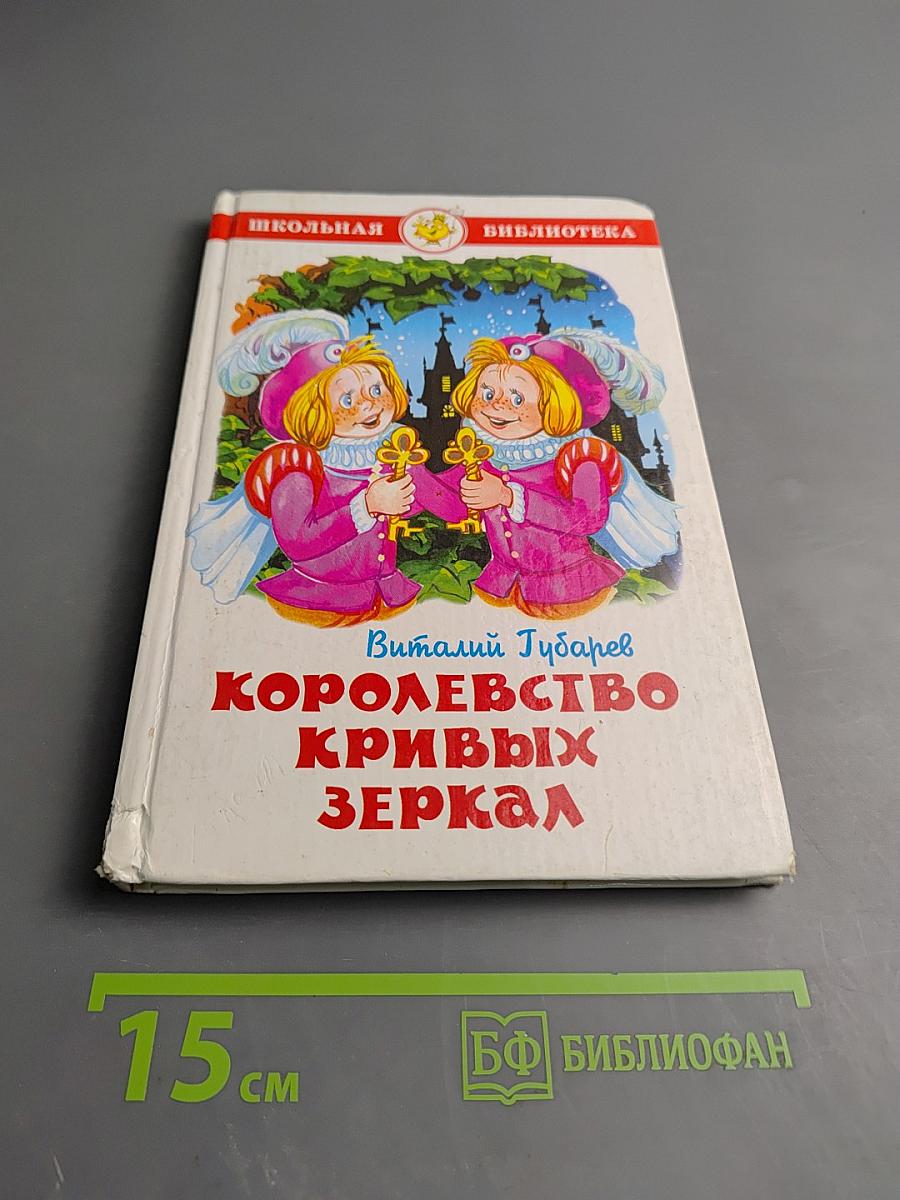 ШКОЛЬНАЯ БИБЛИОТЕКА
Виталий Губарев
КОРОЛЕВСТВО
КРИВЫХ
ЗЕРКАЛ
15 см
БФ БИБЛИОФАН